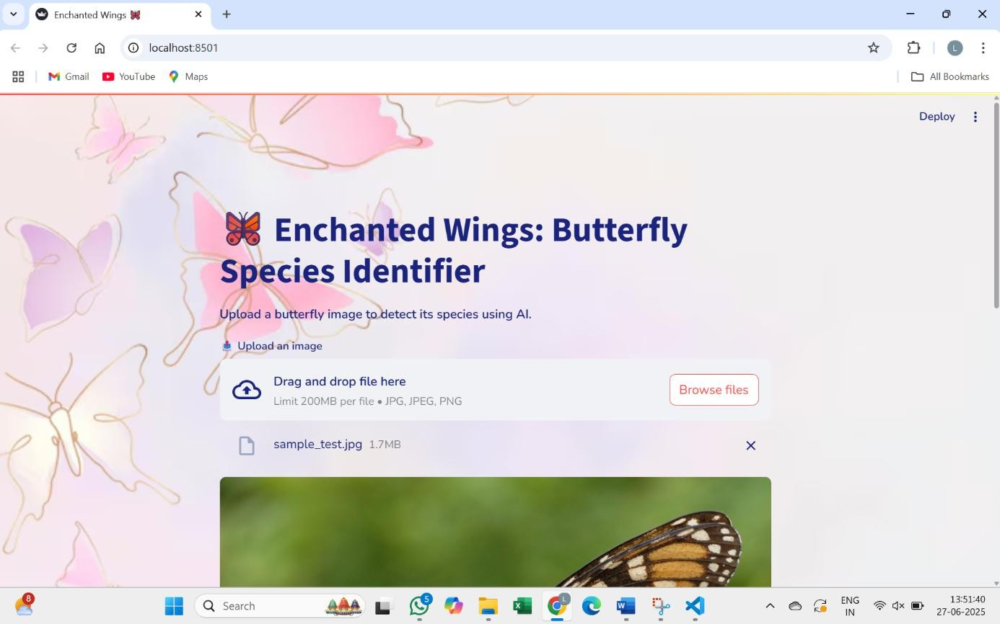 Enchanted Wings 🦋
localhost:8501
L
Gmail
YouTube
Maps
All Bookmarks
Deploy
🦋 Enchanted Wings: Butterfly
Species Identifier
Upload a butterfly image to detect its species using AI.
📤 Upload an image
Drag and drop file here
Limit 200MB per file • JPG, JPEG, PNG
Browse files
sample_test.jpg 1.7MB
8
Search
5
L
ENG
IN
13:51:40
27-06-2025